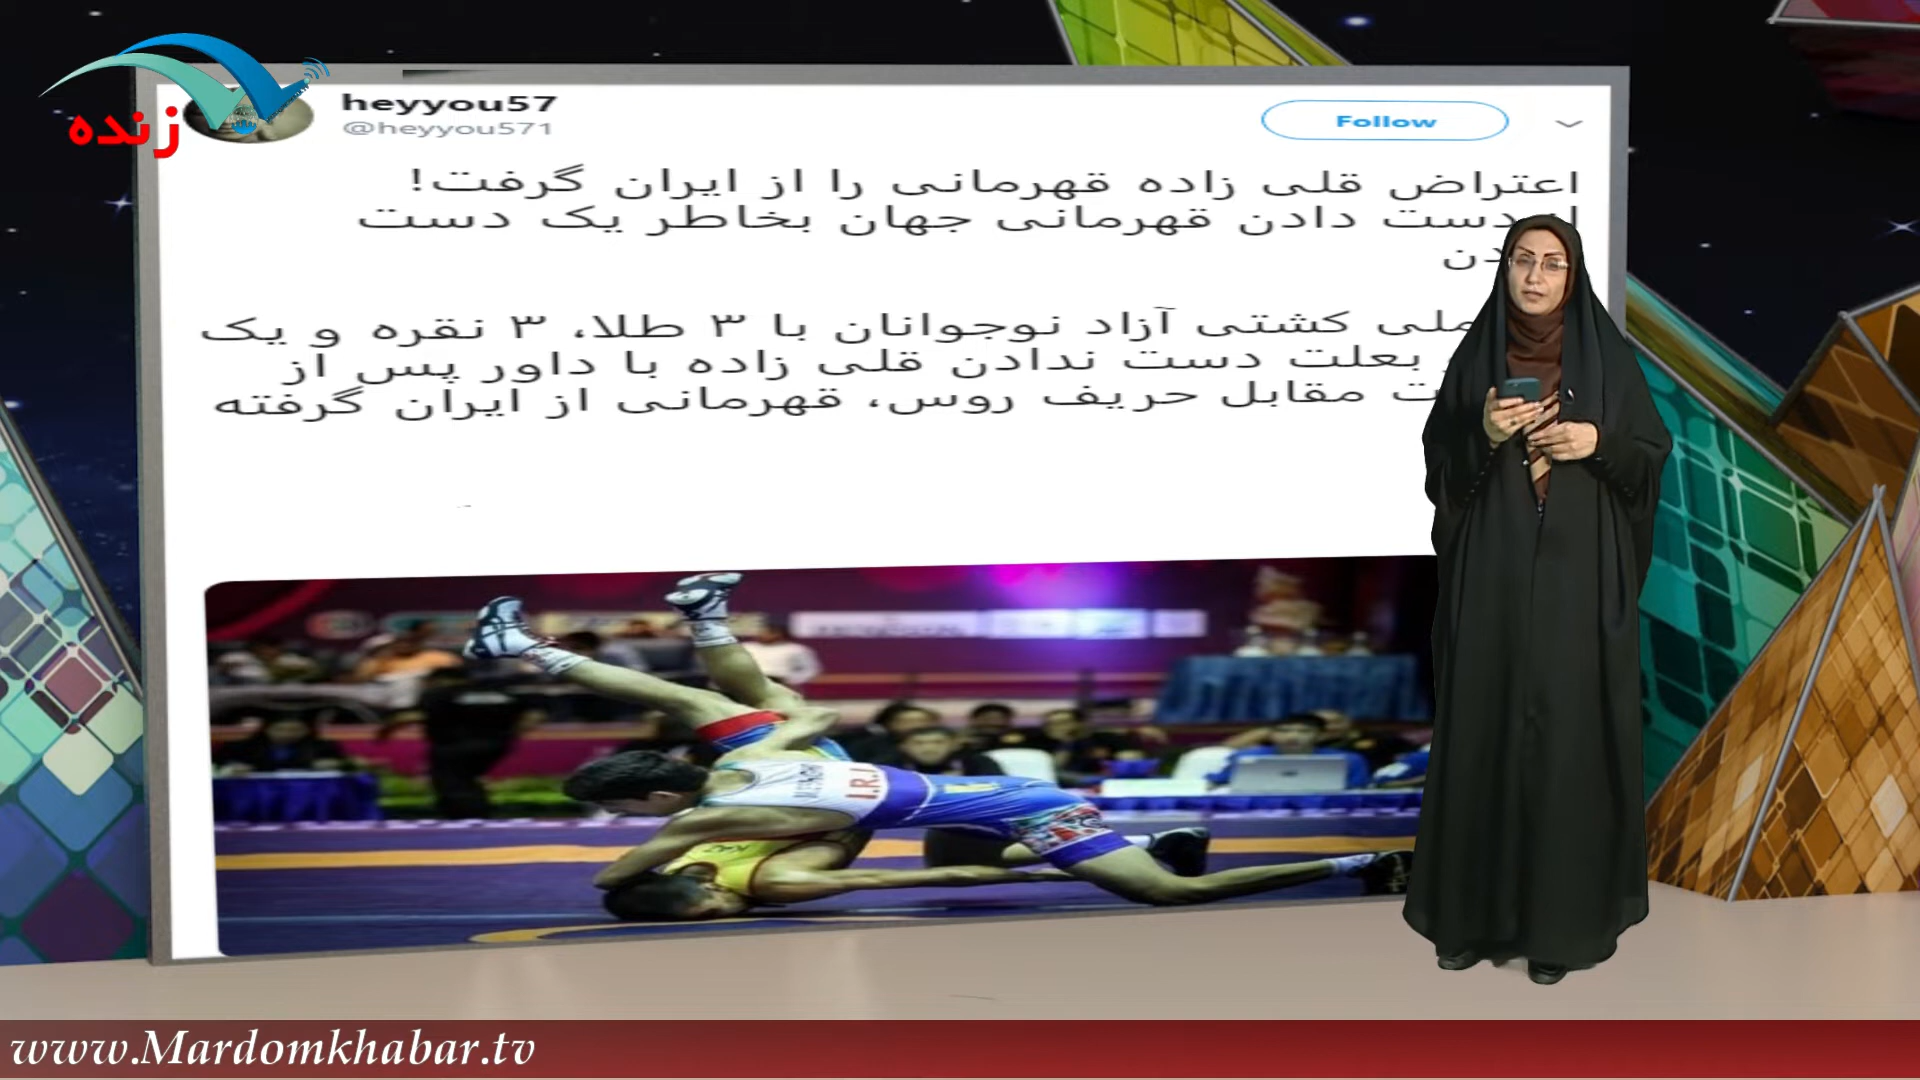 زنده
heyyou57
@heyyou571
Follow
اعتراض قلی زاده قهرمانی را از ایران گرفت!
دست دادن قهرمانی جهان بخاطر یک دست
کشتی آزاد نوجوانان با ۳ طلا، ۳ نقره و یک
بعلت دست ندادن قلی زاده با داور پس از
مقابل حریف روس، قهرمانی از ایران گرفته
I.R.I
KAZ
www.Mardomkhabar.tv